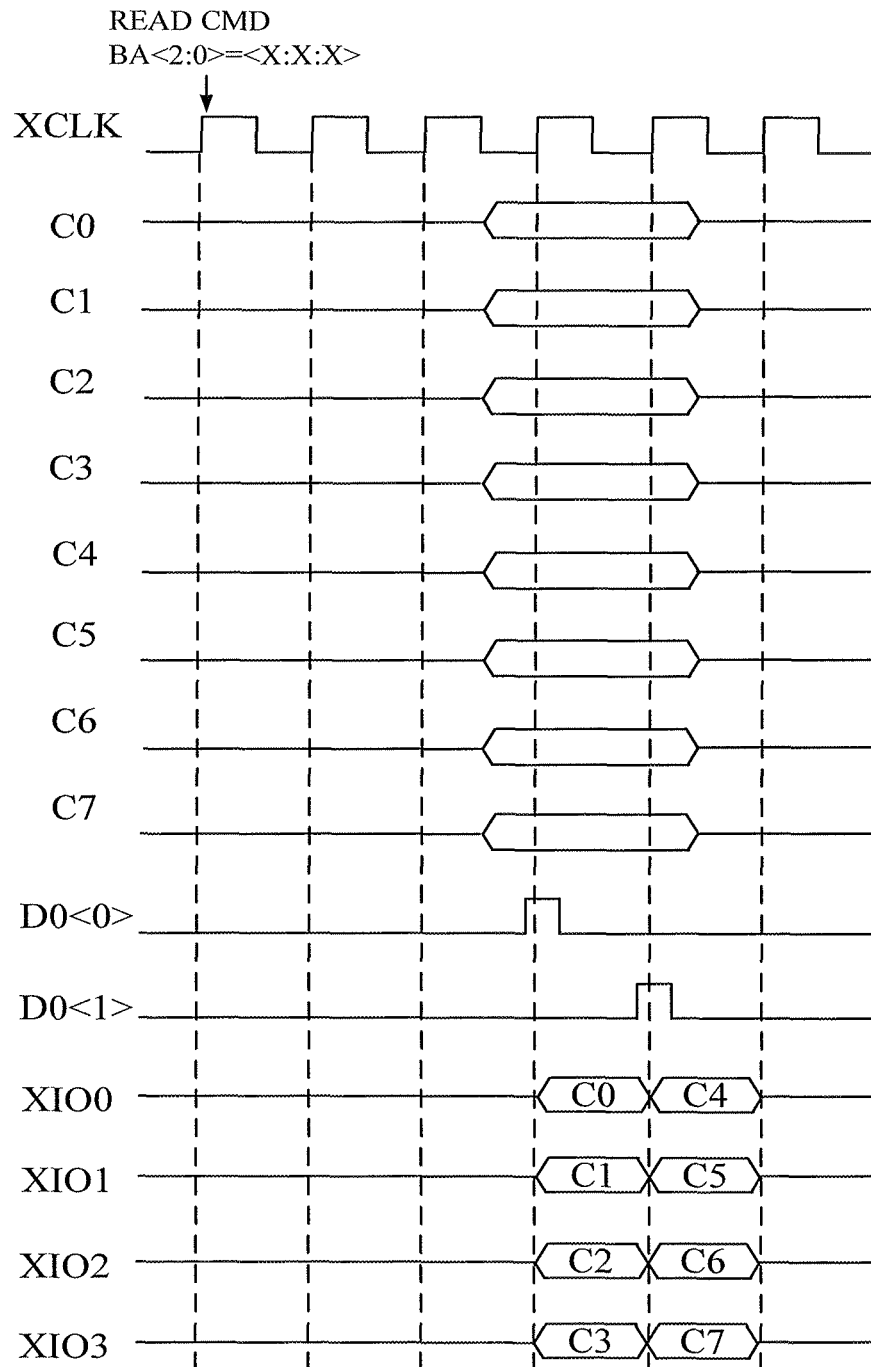 READ CMD
BA<2:0>=<X:X:X>
XCLK
C0
C1
C2
C3
C4
C5
C6
C7
D0<0>
D0<1>
XIO0 C0 C4
XIO1 C1 C5
XIO2 C2 C6
XIO3 C3 C7